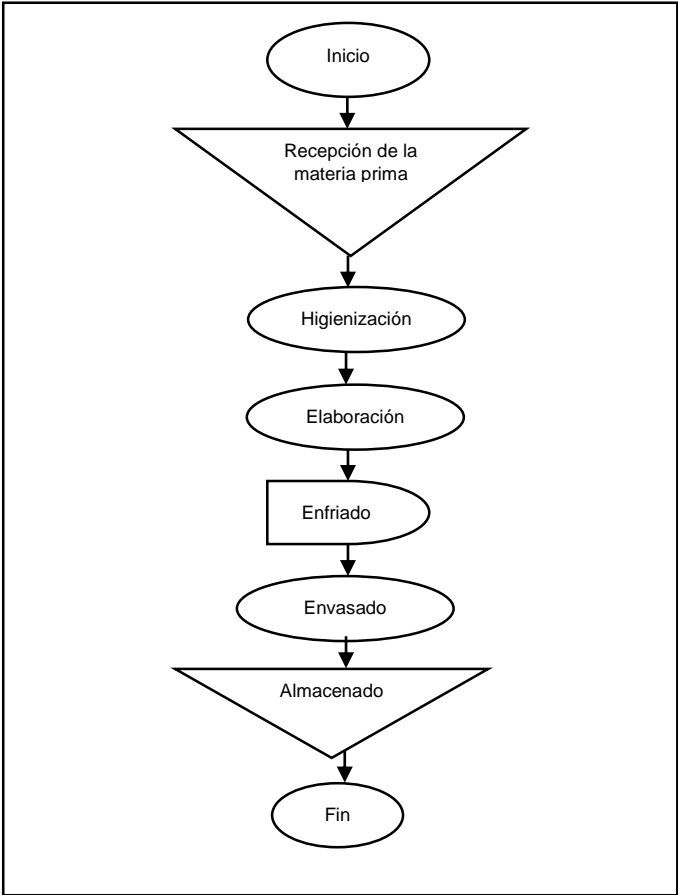 Inicio
Recepción de la
materia prima
Higienización
Elaboración
Enfriado
Envasado
Almacenado
Fin